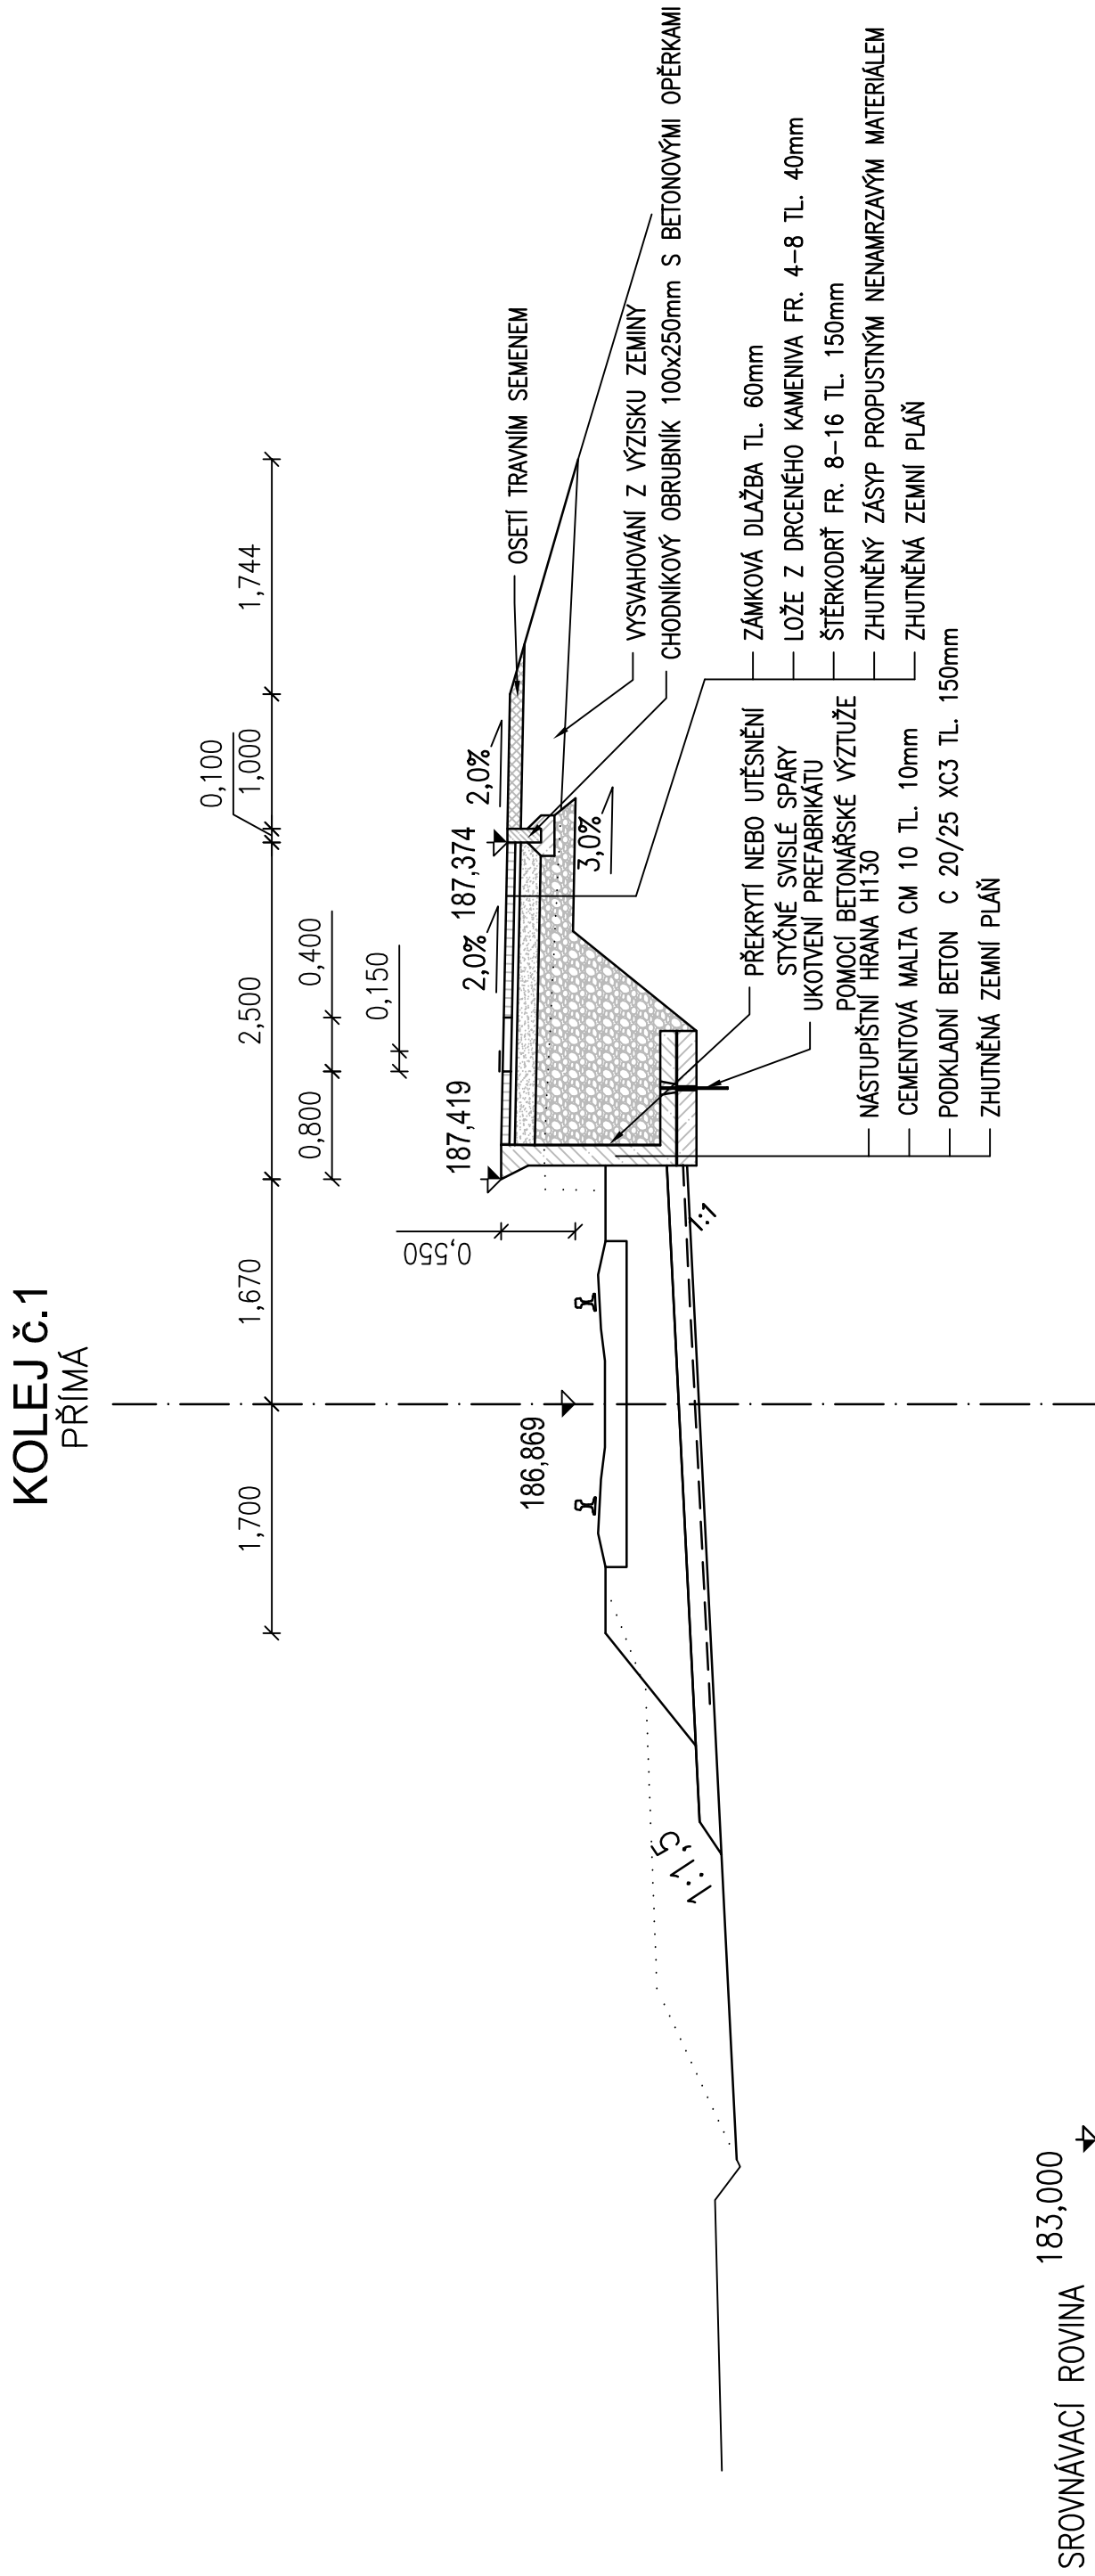 KOLEJ č.1
PŘÍMÁ
1,700
1,670
2,500
0,100
1,000
1,744
0,800
0,400
0,150
0,550
186,869
187,419
187,374
2,0%
2,0%
3,0%
1:1
1:1,5
OSETÍ TRAVNÍM SEMENEM
VYSVAHOVÁNÍ Z VÝZISKU ZEMINY
CHODNÍKOVÝ OBRUBNÍK 100x250mm S BETONOVÝMI OPĚRKAMI
ZÁMKOVÁ DLAŽBA TL. 60mm
LOŽE Z DRCENÉHO KAMENIVA FR. 4-8 TL. 40mm
ŠTĚRKODRŤ FR. 8-16 TL. 150mm
ZHUTNĚNÝ ZÁSYP PROPUSTNÝM NENAMRZAVÝM MATERIÁLEM
ZHUTNĚNÁ ZEMNÍ PLÁŇ
PŘEKRYTÍ NEBO UTĚSNĚNÍ
STYČNÉ SVISLÉ SPÁRY
UKOTVENÍ PREFABRIKÁTU
POMOCÍ BETONÁŘSKÉ VÝZTUŽE
NÁSTUPIŠTNÍ HRANA H130
CEMENTOVÁ MALTA CM 10 TL. 10mm
PODKLADNÍ BETON C 20/25 XC3 TL. 150mm
ZHUTNĚNÁ ZEMNÍ PLÁŇ
SROVNÁVACÍ ROVINA 183,000